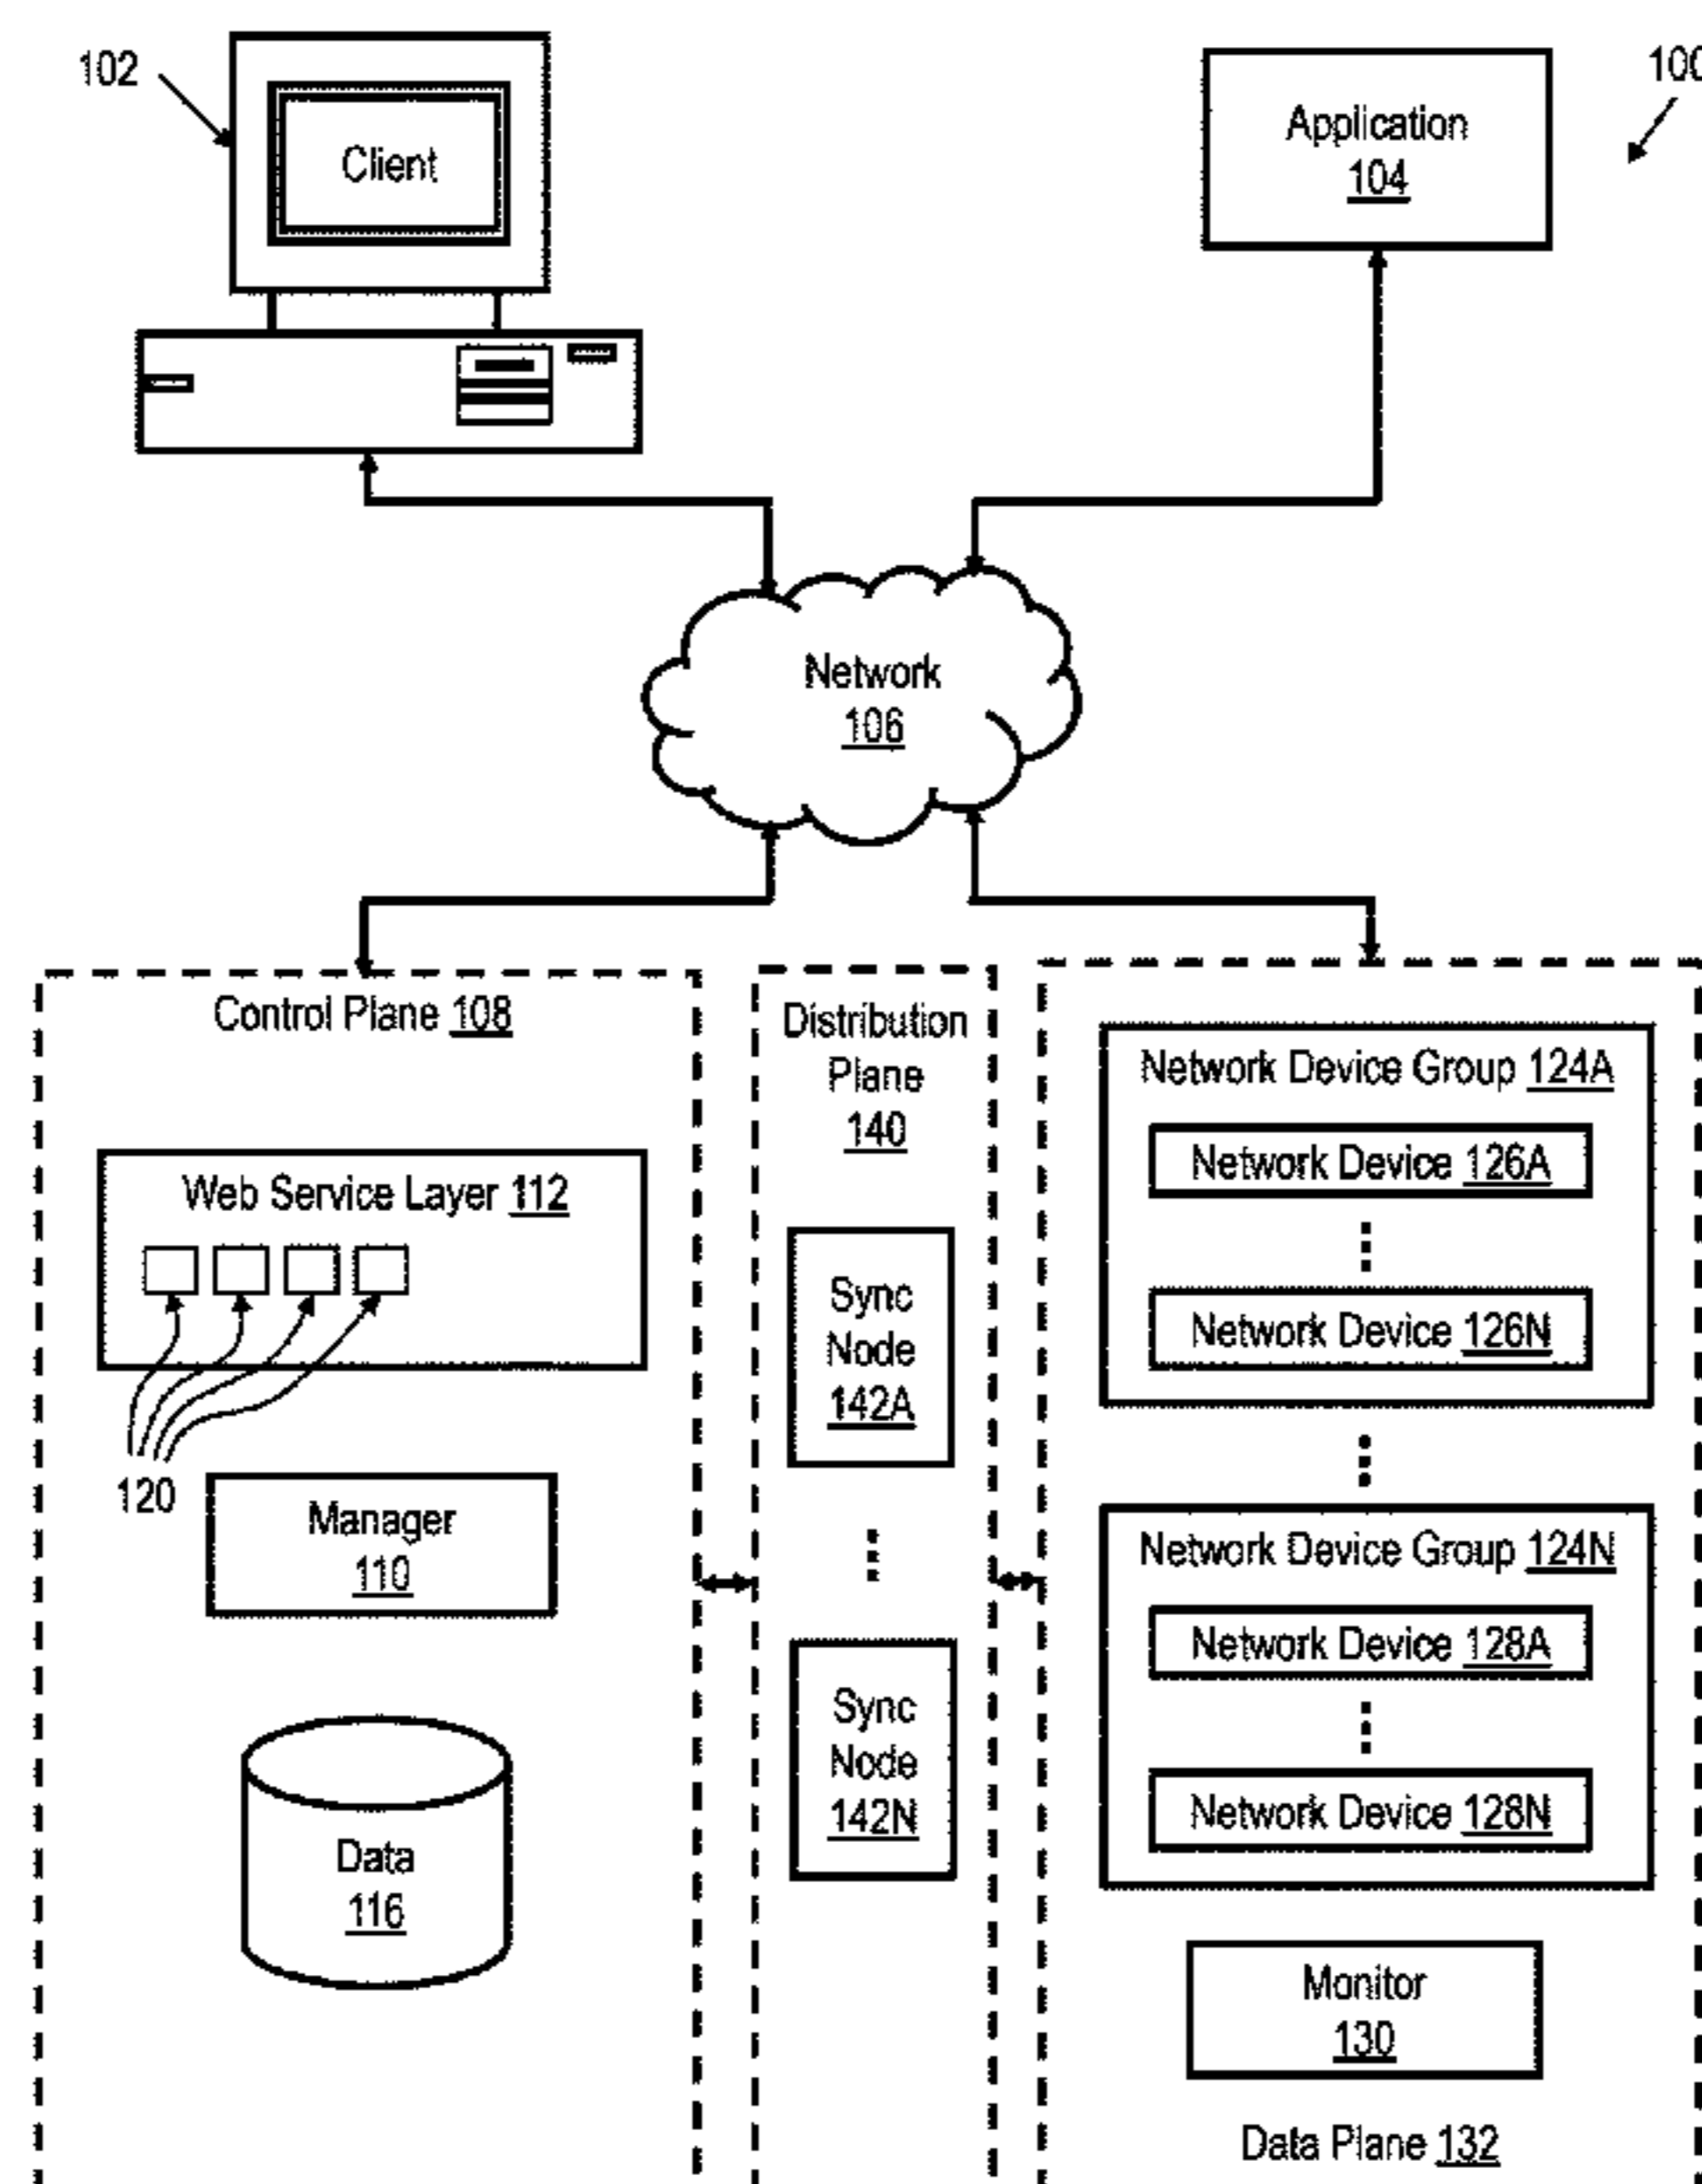 102
Client
Application
104
100
Network
106
Control Plane 108
Web Service Layer 112
120
Manager
110
Data
116
Distribution
Plane
140
Sync
Node
142A
Sync
Node
142N
Network Device Group 124A
Network Device 126A
Network Device 126N
Network Device Group 124N
Network Device 128A
Network Device 128N
Monitor
130
Data Plane 132